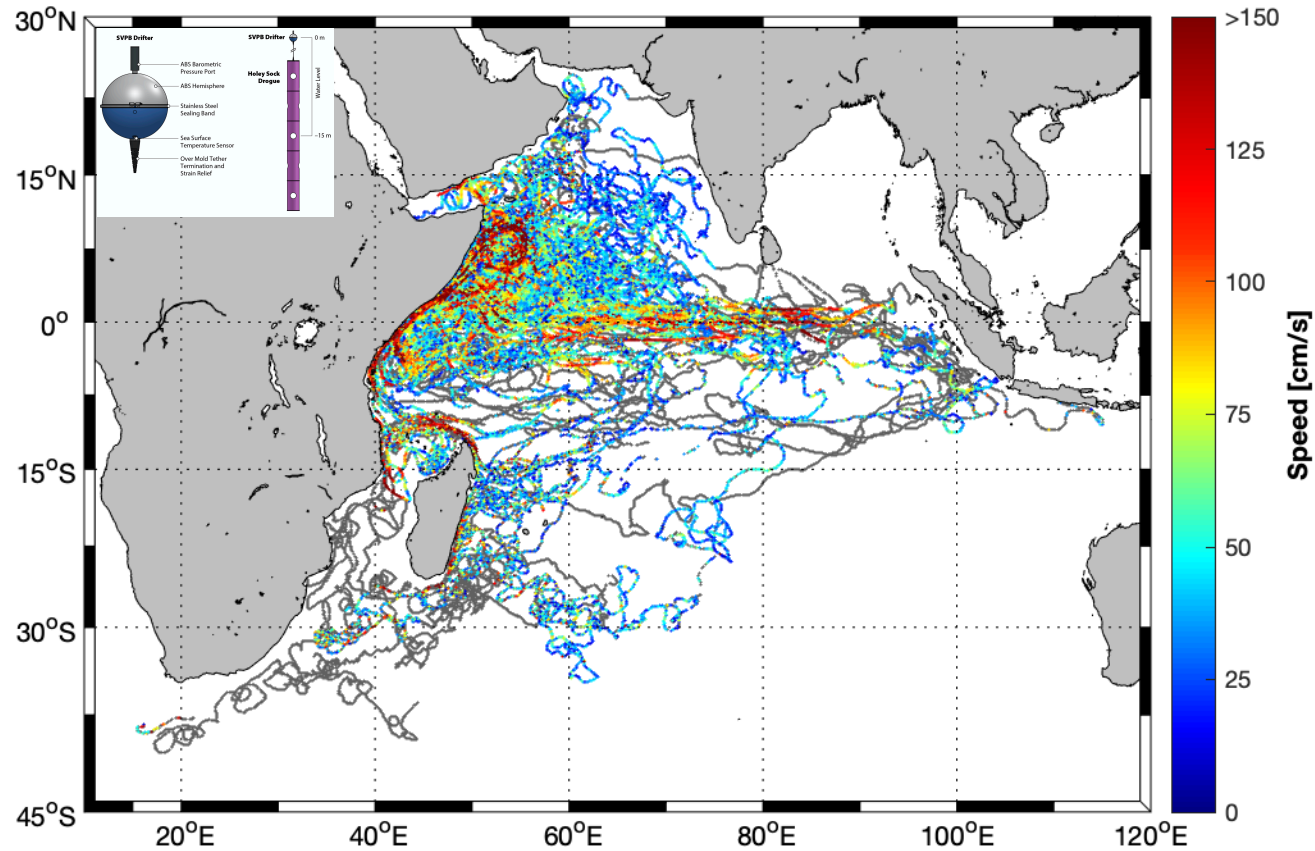 SVPB Drifter
ABS Barometric
Pressure Port
ABS Hemisphere
Stainless Steel
Sealing Band
Sea Surface
Temperature Sensor
Over Mold Tether
Termination and
Strain Relief
SVPB Drifter
0 m
Holey Sock
Drogue
Water Level
-15 m
30°N
15°N
0°
15°S
30°S
45°S
20°E
40°E
60°E
80°E
100°E
120°E
>150
125
100
75
50
25
0
Speed [cm/s]